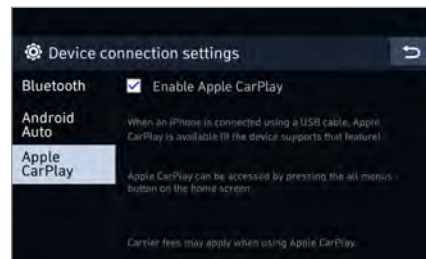 Device connection settings
Bluetooth
Enable Apple CarPlay
Android
Auto
Apple
CarPlay
When an iPhone is connected using a USB cable, Apple
CarPlay is available (if the device supports that feature).
Apple CarPlay can be accessed by pressing the all menus
button on the home screen.
Carrier fees may apply when using Apple CarPlay.